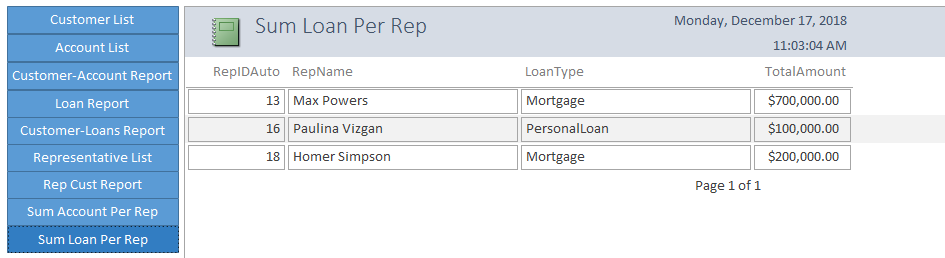 Customer List
Account List
Customer-Account Report
Loan Report
Customer-Loans Report
Representative List
Rep Cust Report
Sum Account Per Rep
Sum Loan Per Rep
Sum Loan Per Rep
Monday, December 17, 2018
11:03:04 AM
RepIDAuto RepName LoanType TotalAmount
13 Max Powers Mortgage $700,000.00
16 Paulina Vizgan PersonalLoan $100,000.00
18 Homer Simpson Mortgage $200,000.00
Page 1 of 1